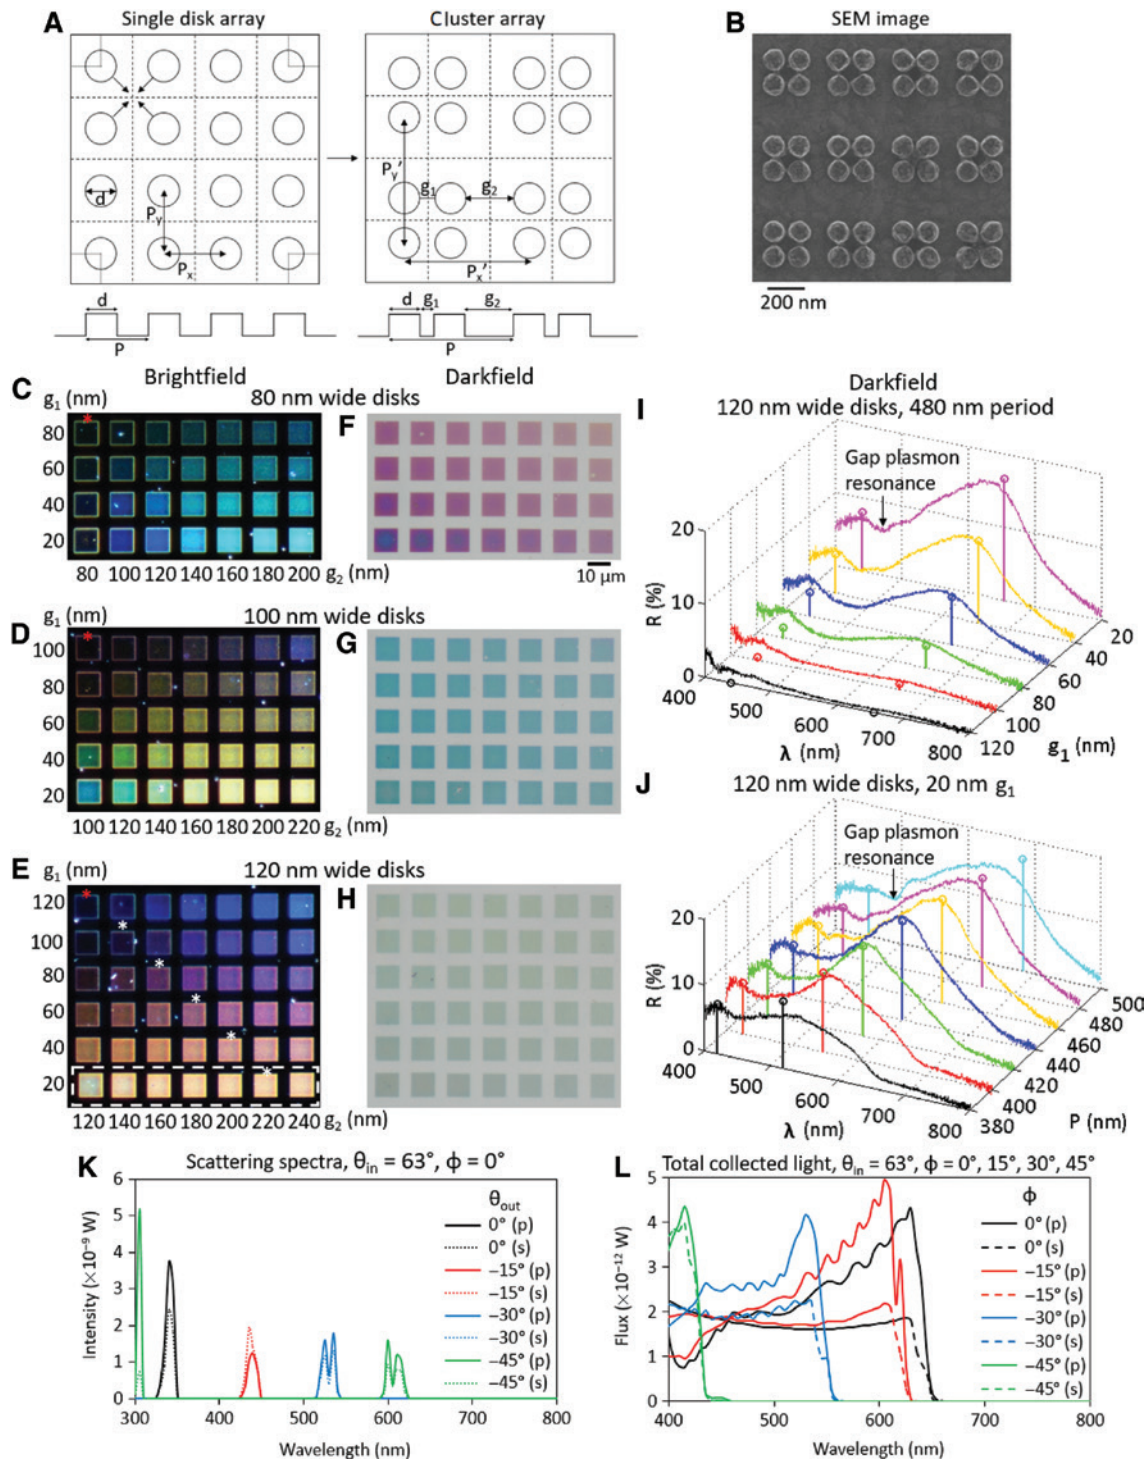 A
Single disk array
Cluster array
d
Py
Px
Py′
g1
g2
Px′
d
P
d
g1
g2
P
B
SEM image
200 nm
Brightfield
Darkfield
C
g1 (nm)
80 nm wide disks
*
80
60
40
20
80 100 120 140 160 180 200 g2 (nm)
F
10 µm
D
g1 (nm)
100 nm wide disks
*
100
80
60
40
20
100 120 140 160 180 200 220 g2 (nm)
G
E
g1 (nm)
120 nm wide disks
*
*
*
*
*
*
120
100
80
60
40
20
120 140 160 180 200 220 240 g2 (nm)
H
Darkfield
I
120 nm wide disks, 480 nm period
Gap plasmon
resonance
R (%)
20
10
0
400
500
600
700
800
λ (nm)
20
40
60
80
100
120
g1 (nm)
J
120 nm wide disks, 20 nm g1
Gap plasmon
resonance
R (%)
20
10
0
400
500
600
700
800
λ (nm)
500
480
460
440
420
400
380
P (nm)
K
Scattering spectra, θin = 63°, ϕ = 0°
Intensity (×10⁻⁹ W)
6
5
4
3
2
1
0
300 400 500 600 700 800
Wavelength (nm)
θout
0° (p)
0° (s)
−15° (p)
−15° (s)
−30° (p)
−30° (s)
−45° (p)
−45° (s)
L
Total collected light, θin = 63°, ϕ = 0°, 15°, 30°, 45°
Flux (×10⁻¹² W)
5
4
3
2
1
0
400 500 600 700 800
Wavelength (nm)
ϕ
0° (p)
0° (s)
−15° (p)
−15° (s)
−30° (p)
−30° (s)
−45° (p)
−45° (s)